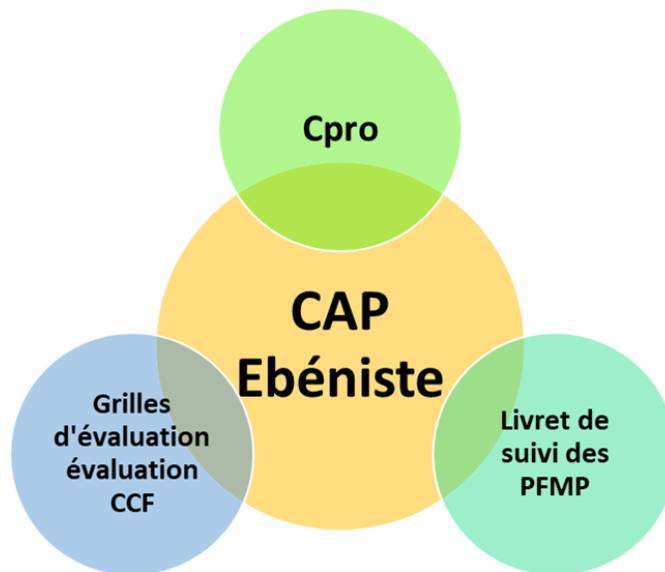 Cpro
CAP
Ebéniste
Grilles
d'évaluation
évaluation
CCF
Livret de
suivi des
PFMP